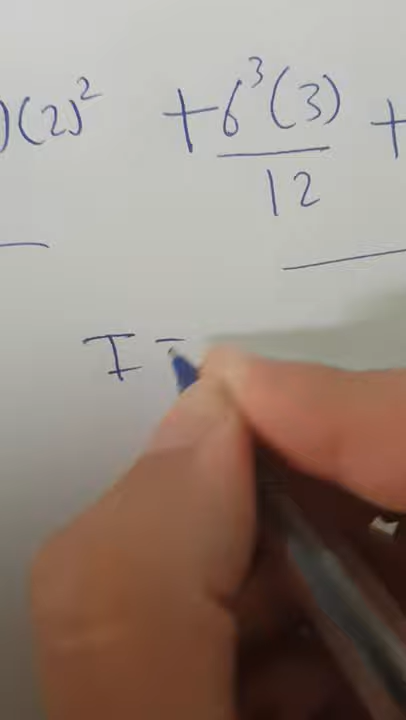 )(2)² + 6³(3)/12 +
I =